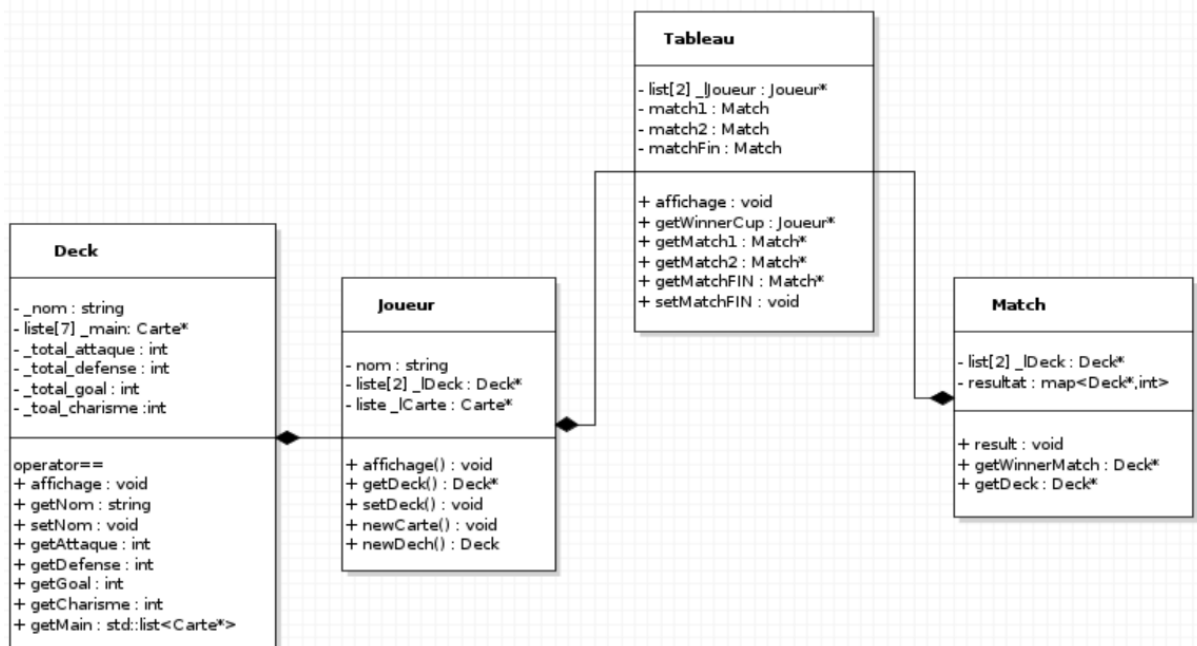 Tableau
- list[2] _lJoueur : Joueur*
- match1 : Match
- match2 : Match
- matchFin : Match
+ affichage : void
+ getWinnerCup : Joueur*
+ getMatch1 : Match*
+ getMatch2 : Match*
+ getMatchFIN : Match*
+ setMatchFIN : void
Deck
- _nom : string
- liste[7] _main: Carte*
- _total_attaque : int
- _total_defense : int
- _total_goal : int
- _toal_charisme :int
operator==
+ affichage : void
+ getNom : string
+ setNom : void
+ getAttaque : int
+ getDefense : int
+ getGoal : int
+ getCharisme : int
+ getMain : std::list<Carte*>
Joueur
- nom : string
- liste[2] _lDeck : Deck*
- liste _lCarte : Carte*
+ affichage() : void
+ getDeck() : Deck*
+ setDeck() : void
+ newCarte() : void
+ newDech() : Deck
Match
- list[2] _lDeck : Deck*
- resultat : map<Deck*,int>
+ result : void
+ getWinnerMatch : Deck*
+ getDeck : Deck*